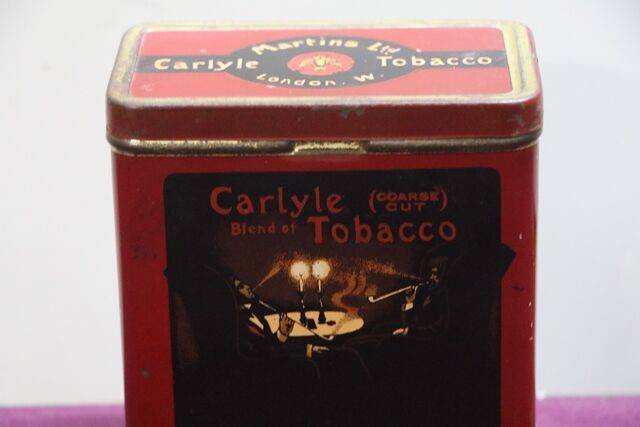 Martins Ltd
Carlyle Tobacco
London. W.
Carlyle (COARSE CUT)
Blend of Tobacco